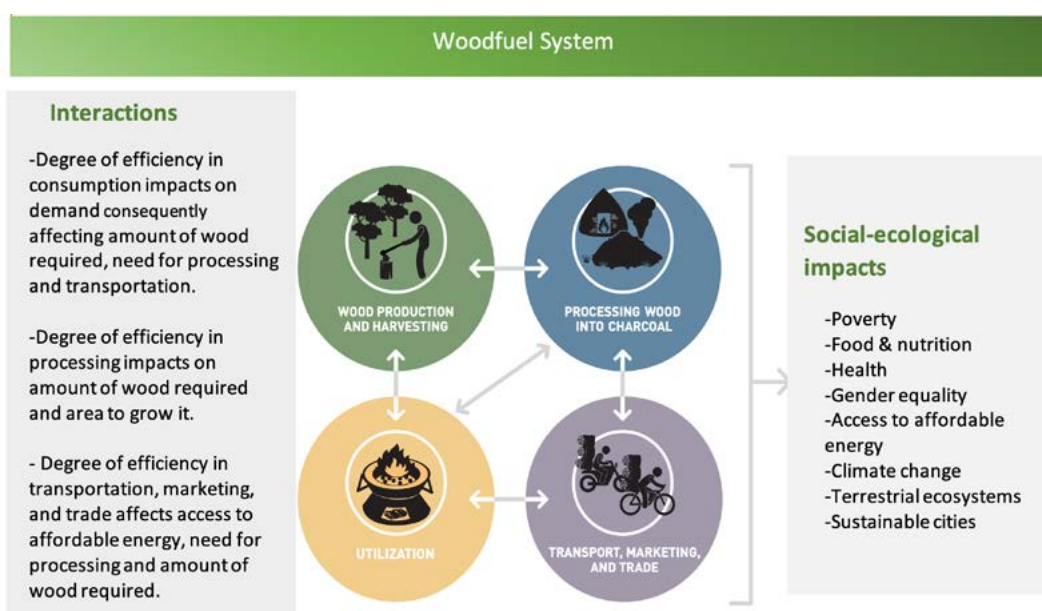 Woodfuel System
Interactions
-Degree of efficiency in
consumption impacts on
demand consequently
affecting amount of wood
required, need for processing
and transportation.
-Degree of efficiency in
processing impacts on
amount of wood required
and area to grow it.
- Degree of efficiency in
transportation, marketing,
and trade affects access to
affordable energy, need for
processing and amount of
wood required.
WOOD PRODUCTION
AND HARVESTING
PROCESSING WOOD
INTO CHARCOAL
UTILIZATION
TRANSPORT, MARKETING,
AND TRADE
Social-ecological
impacts
-Poverty
-Food & nutrition
-Health
-Gender equality
-Access to affordable
energy
-Climate change
-Terrestrial ecosystems
-Sustainable cities